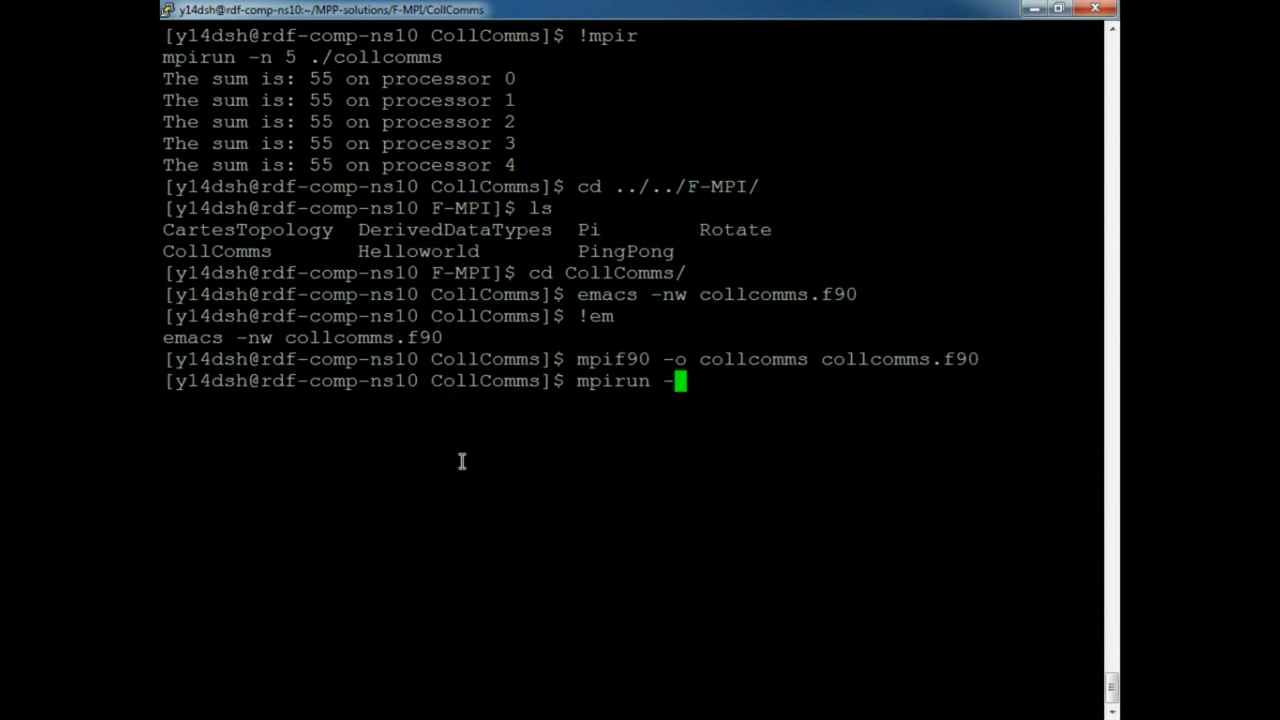 y14dsh@rdf-comp-ns10:~/MPP-solutions/F-MPI/CollComms
[y14dsh@rdf-comp-ns10 CollComms]$ !mpir
mpirun -n 5 ./collcomms
The sum is: 55 on processor 0
The sum is: 55 on processor 1
The sum is: 55 on processor 2
The sum is: 55 on processor 3
The sum is: 55 on processor 4
[y14dsh@rdf-comp-ns10 CollComms]$ cd ../../F-MPI/
[y14dsh@rdf-comp-ns10 F-MPI]$ ls
CartesTopology  DerivedDataTypes  Pi        Rotate
CollComms       Helloworld        PingPong
[y14dsh@rdf-comp-ns10 F-MPI]$ cd CollComms/
[y14dsh@rdf-comp-ns10 CollComms]$ emacs -nw collcomms.f90
[y14dsh@rdf-comp-ns10 CollComms]$ !em
emacs -nw collcomms.f90
[y14dsh@rdf-comp-ns10 CollComms]$ mpif90 -o collcomms collcomms.f90
[y14dsh@rdf-comp-ns10 CollComms]$ mpirun -